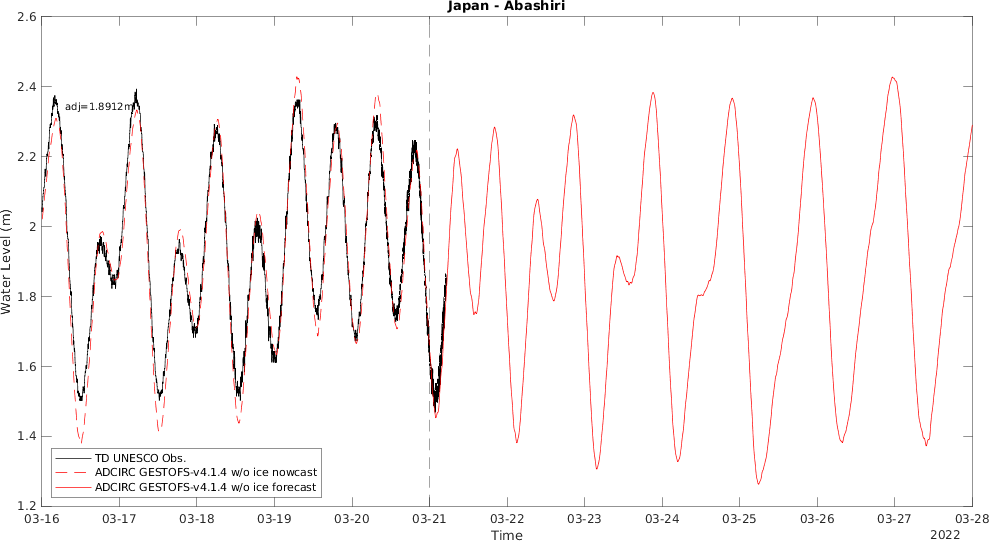 Japan - Abashiri
2.6
2.4
2.2
2
1.8
1.6
1.4
1.2
Water Level (m)
adj=1.8912m
TD UNESCO Obs.
ADCIRC GESTOFS-v4.1.4 w/o ice nowcast
ADCIRC GESTOFS-v4.1.4 w/o ice forecast
03-16 03-17 03-18 03-19 03-20 03-21 03-22 03-23 03-24 03-25 03-26 03-27 03-28
Time
2022